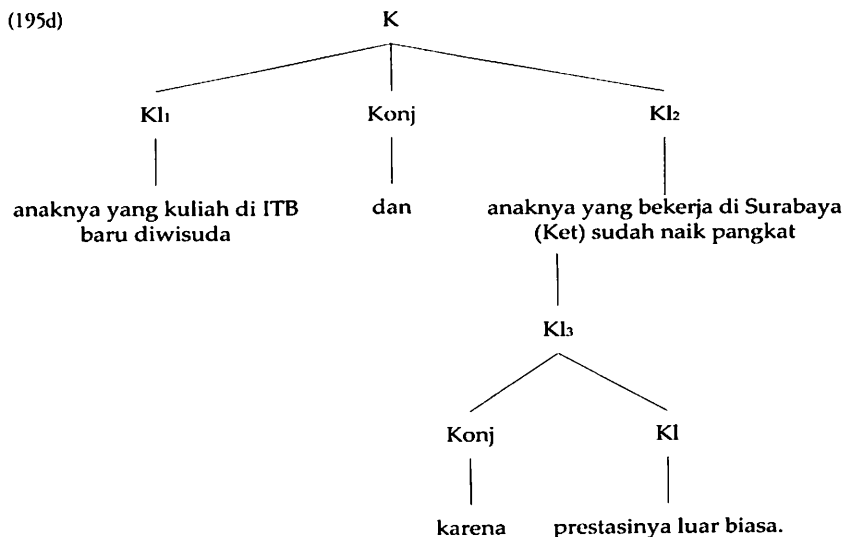 (195d)
K
Kl₁ Konj Kl₂
anaknya yang kuliah di ITB dan anaknya yang bekerja di Surabaya
baru diwisuda (Ket) sudah naik pangkat
Kl₃
Konj Kl
karena prestasinya luar biasa.